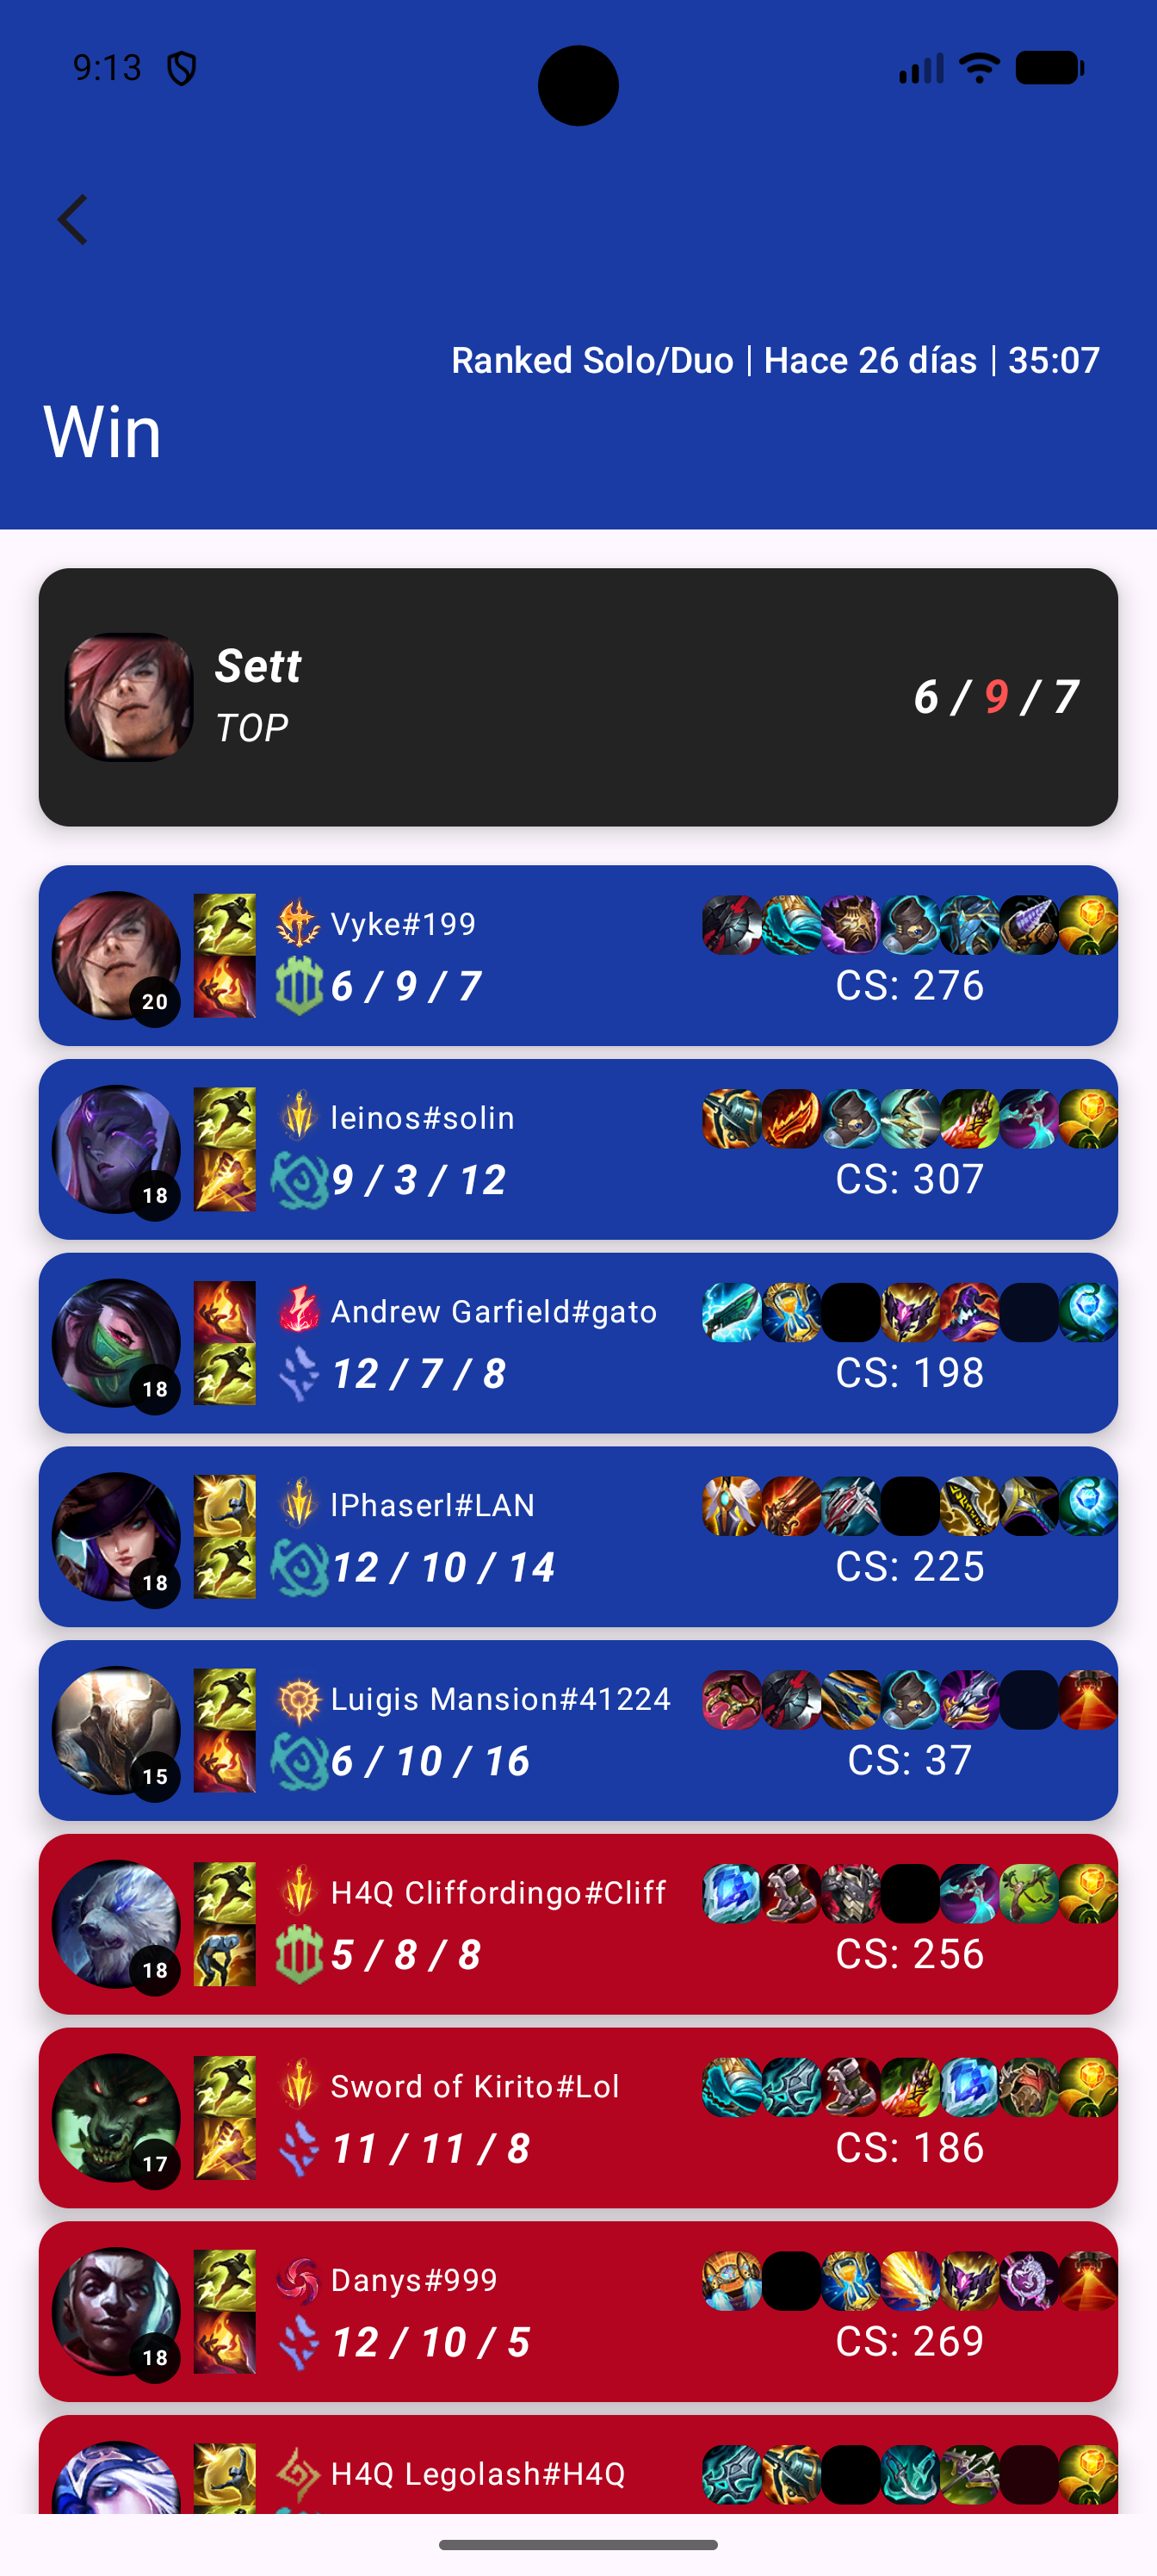 9:13
Ranked Solo/Duo | Hace 26 días | 35:07
Win
Sett
TOP
6 / 9 / 7
20
Vyke#199
6 / 9 / 7
CS: 276
18
leinos#solin
9 / 3 / 12
CS: 307
18
Andrew Garfield#gato
12 / 7 / 8
CS: 198
18
lPhaserl#LAN
12 / 10 / 14
CS: 225
15
Luigis Mansion#41224
6 / 10 / 16
CS: 37
18
H4Q Cliffordingo#Cliff
5 / 8 / 8
CS: 256
17
Sword of Kirito#Lol
11 / 11 / 8
CS: 186
18
Danys#999
12 / 10 / 5
CS: 269
H4Q Legolash#H4Q